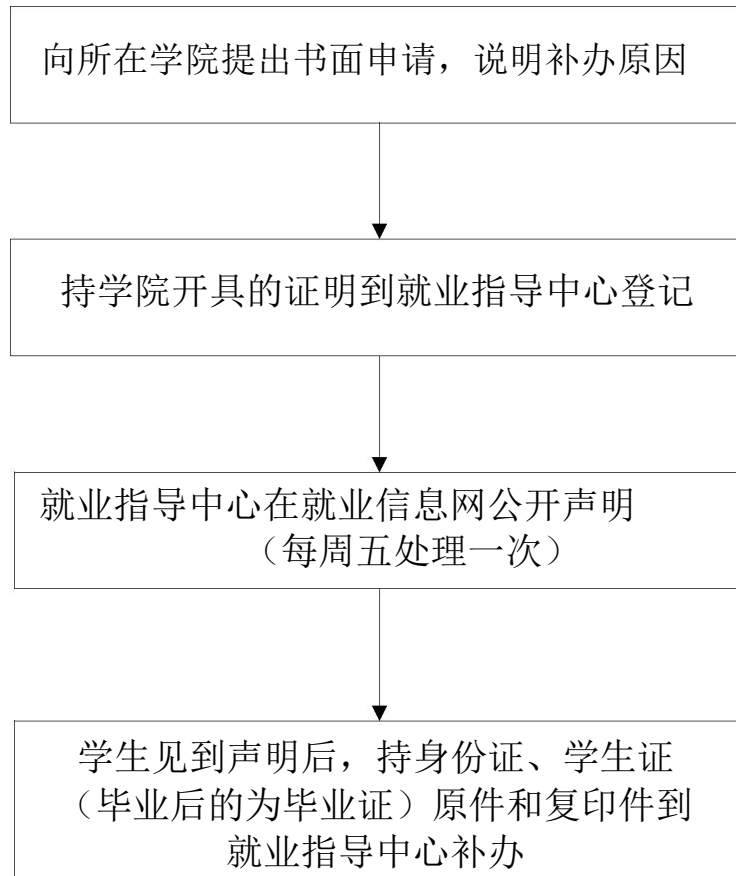 向所在学院提出书面申请，说明补办原因
持学院开具的证明到就业指导中心登记
就业指导中心在就业信息网公开声明
（每周五处理一次）
学生见到声明后，持身份证、学生证
（毕业后的为毕业证）原件和复印件到
就业指导中心补办